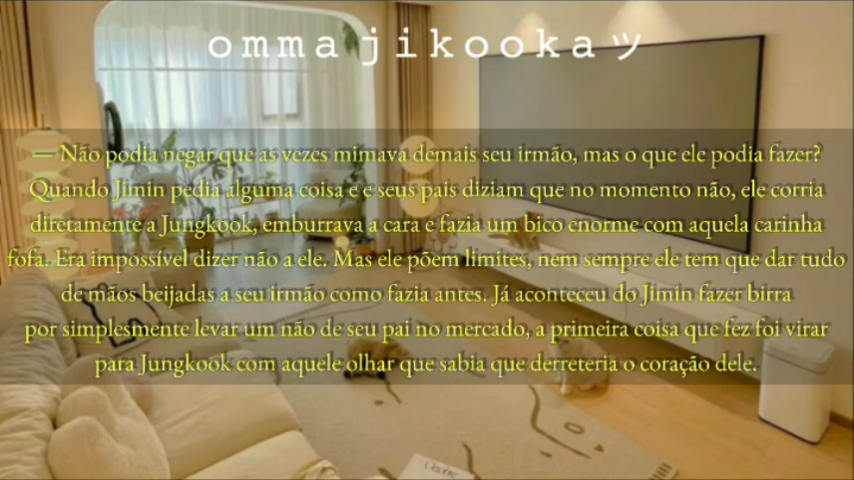 omma jikookaッ
— Não podia negar que as vezes mimava demais seu irmão, mas o que ele podia fazer?
Quando Jimin pedia alguma coisa e e seus pais diziam que no momento não, ele corria
diretamente a Jungkook, emburrava a cara e fazia um bico enorme com aquela carinha
fofa. Era impossível dizer não a ele. Mas ele põem limites, nem sempre ele tem que dar tudo
de mãos beijadas a seu irmão como fazia antes. Já aconteceu do Jimin fazer birra
por simplesmente levar um não de seu pai no mercado, a primeira coisa que fez foi virar
para Jungkook com aquele olhar que sabia que derreteria o coração dele.